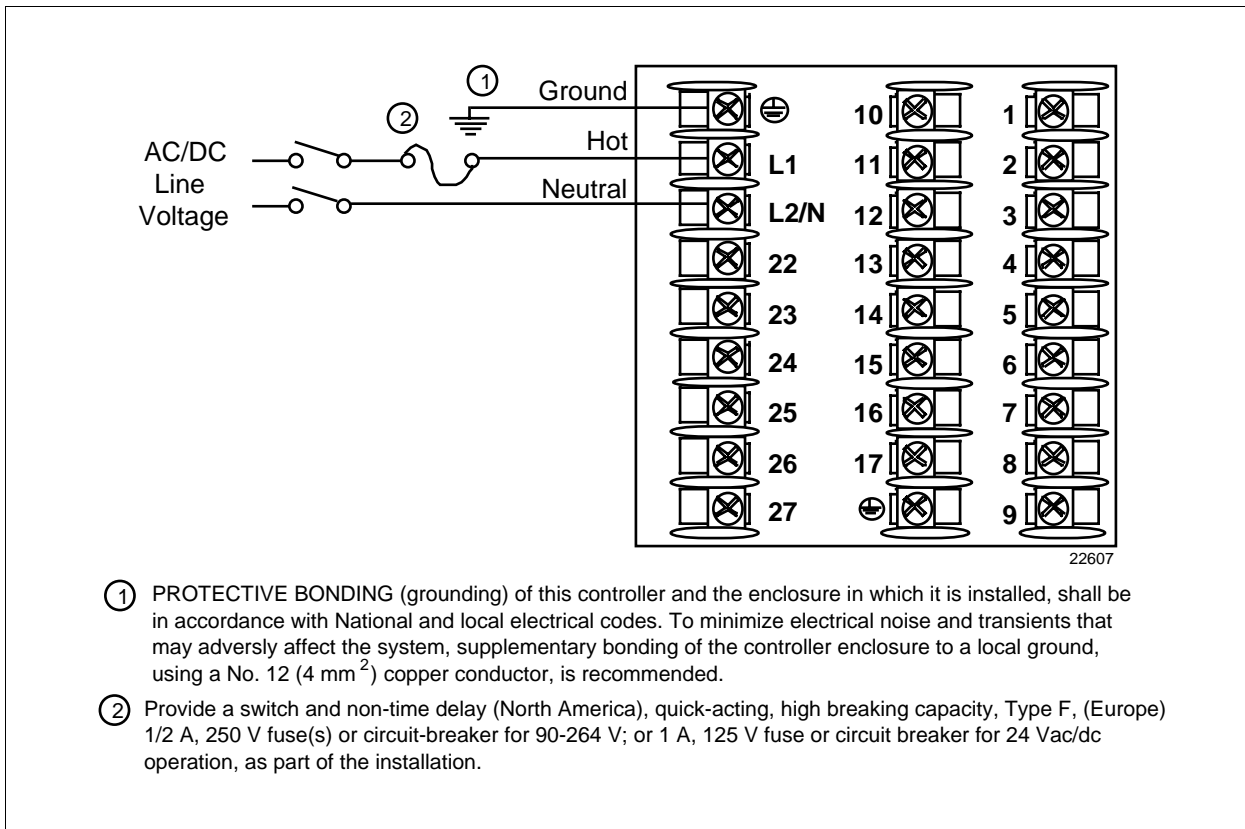 1
Ground
2
Hot
AC/DC
Line
Voltage
Neutral
10 1
L1 11 2
L2/N 12 3
22 13 4
23 14 5
24 15 6
25 16 7
26 17 8
27 9
22607
1 PROTECTIVE BONDING (grounding) of this controller and the enclosure in which it is installed, shall be
in accordance with National and local electrical codes. To minimize electrical noise and transients that
may adversly affect the system, supplementary bonding of the controller enclosure to a local ground,
using a No. 12 (4 mm 2) copper conductor, is recommended.
2 Provide a switch and non-time delay (North America), quick-acting, high breaking capacity, Type F, (Europe)
1/2 A, 250 V fuse(s) or circuit-breaker for 90-264 V; or 1 A, 125 V fuse or circuit breaker for 24 Vac/dc
operation, as part of the installation.